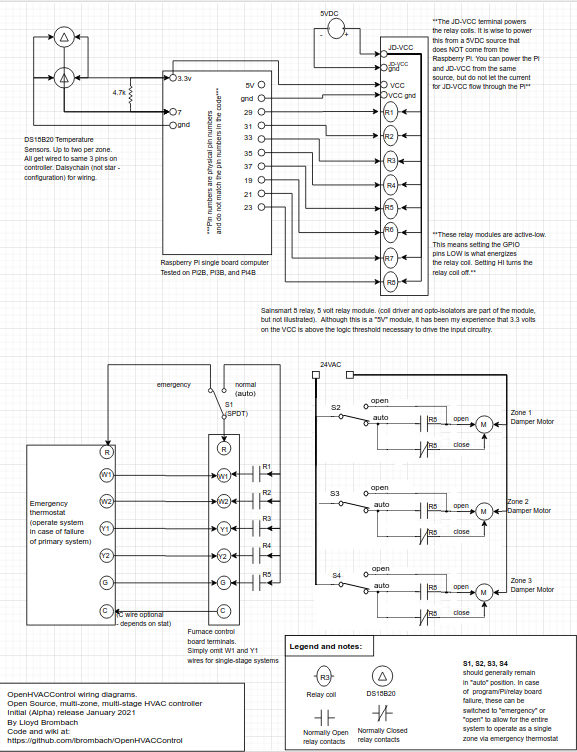 5VDC
- +
**The JD-VCC terminal powers
the relay coils. It is wise to power
this from a 5VDC source that
does NOT come from the
Raspberry Pi. You can power the Pi
and JD-VCC from the same
source, but do not let the current
for JD-VCC flow through the Pi**
JD-VCC
JD-VCC
gnd
VCC
VCC gnd
R1
R2
R3
R4
R5
R6
R7
R8
3.3v
4.7k
7
gnd
5V
gnd
29
31
33
35
37
19
21
23
***Pin numbers are physical pin numbers
and do not match the pin numbers in the code***
DS18B20 Temperature
Sensors. Up to two per zone.
All get wired to same 3 pins on
controller. Daisychain (not star -
configuration) for wiring.
Raspberry Pi single board computer
Tested on Pi2B, Pi3B, and Pi4B
**These relay modules are active-low.
This means setting the GPIO
pins LOW is what energizes
the relay coil. Setting HI turns the
relay coil off.**
Sainsmart 8 relay, 5 volt relay module. (coil driver and opto-isolators are part of the module,
but not illustrated). Although this is a "5V" module, it has been my experience that 3.3 volts
on the VCC is above the logic threshold necessary to drive the input circuitry.
emergency
normal
(auto)
S1
(SPDT)
R
W1
W2
Y1
Y2
G
C
Emergency
thermostat
(operate system
in case of failure
of primary system)
(C wire optional
- depends on stat)
R
W1
W2
Y1
Y2
G
C
R1
R2
R3
R4
R5
Furnace control
board terminals.
Simply omit W1 and Y1
wires for single-stage systems
24VAC
S2
open
auto
R5
open
M
R5
close
Zone 1
Damper Motor
S3
open
auto
R5
open
M
R5
close
Zone 2
Damper Motor
S4
open
auto
R5
open
M
R5
close
Zone 3
Damper Motor
Legend and notes:
R3
Relay coil
DS18B20
Normally Open
relay contacts
Normally Closed
relay contacts
S1, S2, S3, S4
should generally remain
in "auto" position. In case
of program/Pi/relay board
failure, these can be
switched to "emergency" or
"open" to allow for the entire
system to operate as a single
zone via emergency thermostat
OpenHVACControl wiring diagrams.
Open Source, multi-zone, multi-stage HVAC controller
Initial (Alpha) release January 2021
By Lloyd Brombach
Code and wiki at:
https://github.com/lbrombach/OpenHVACControl